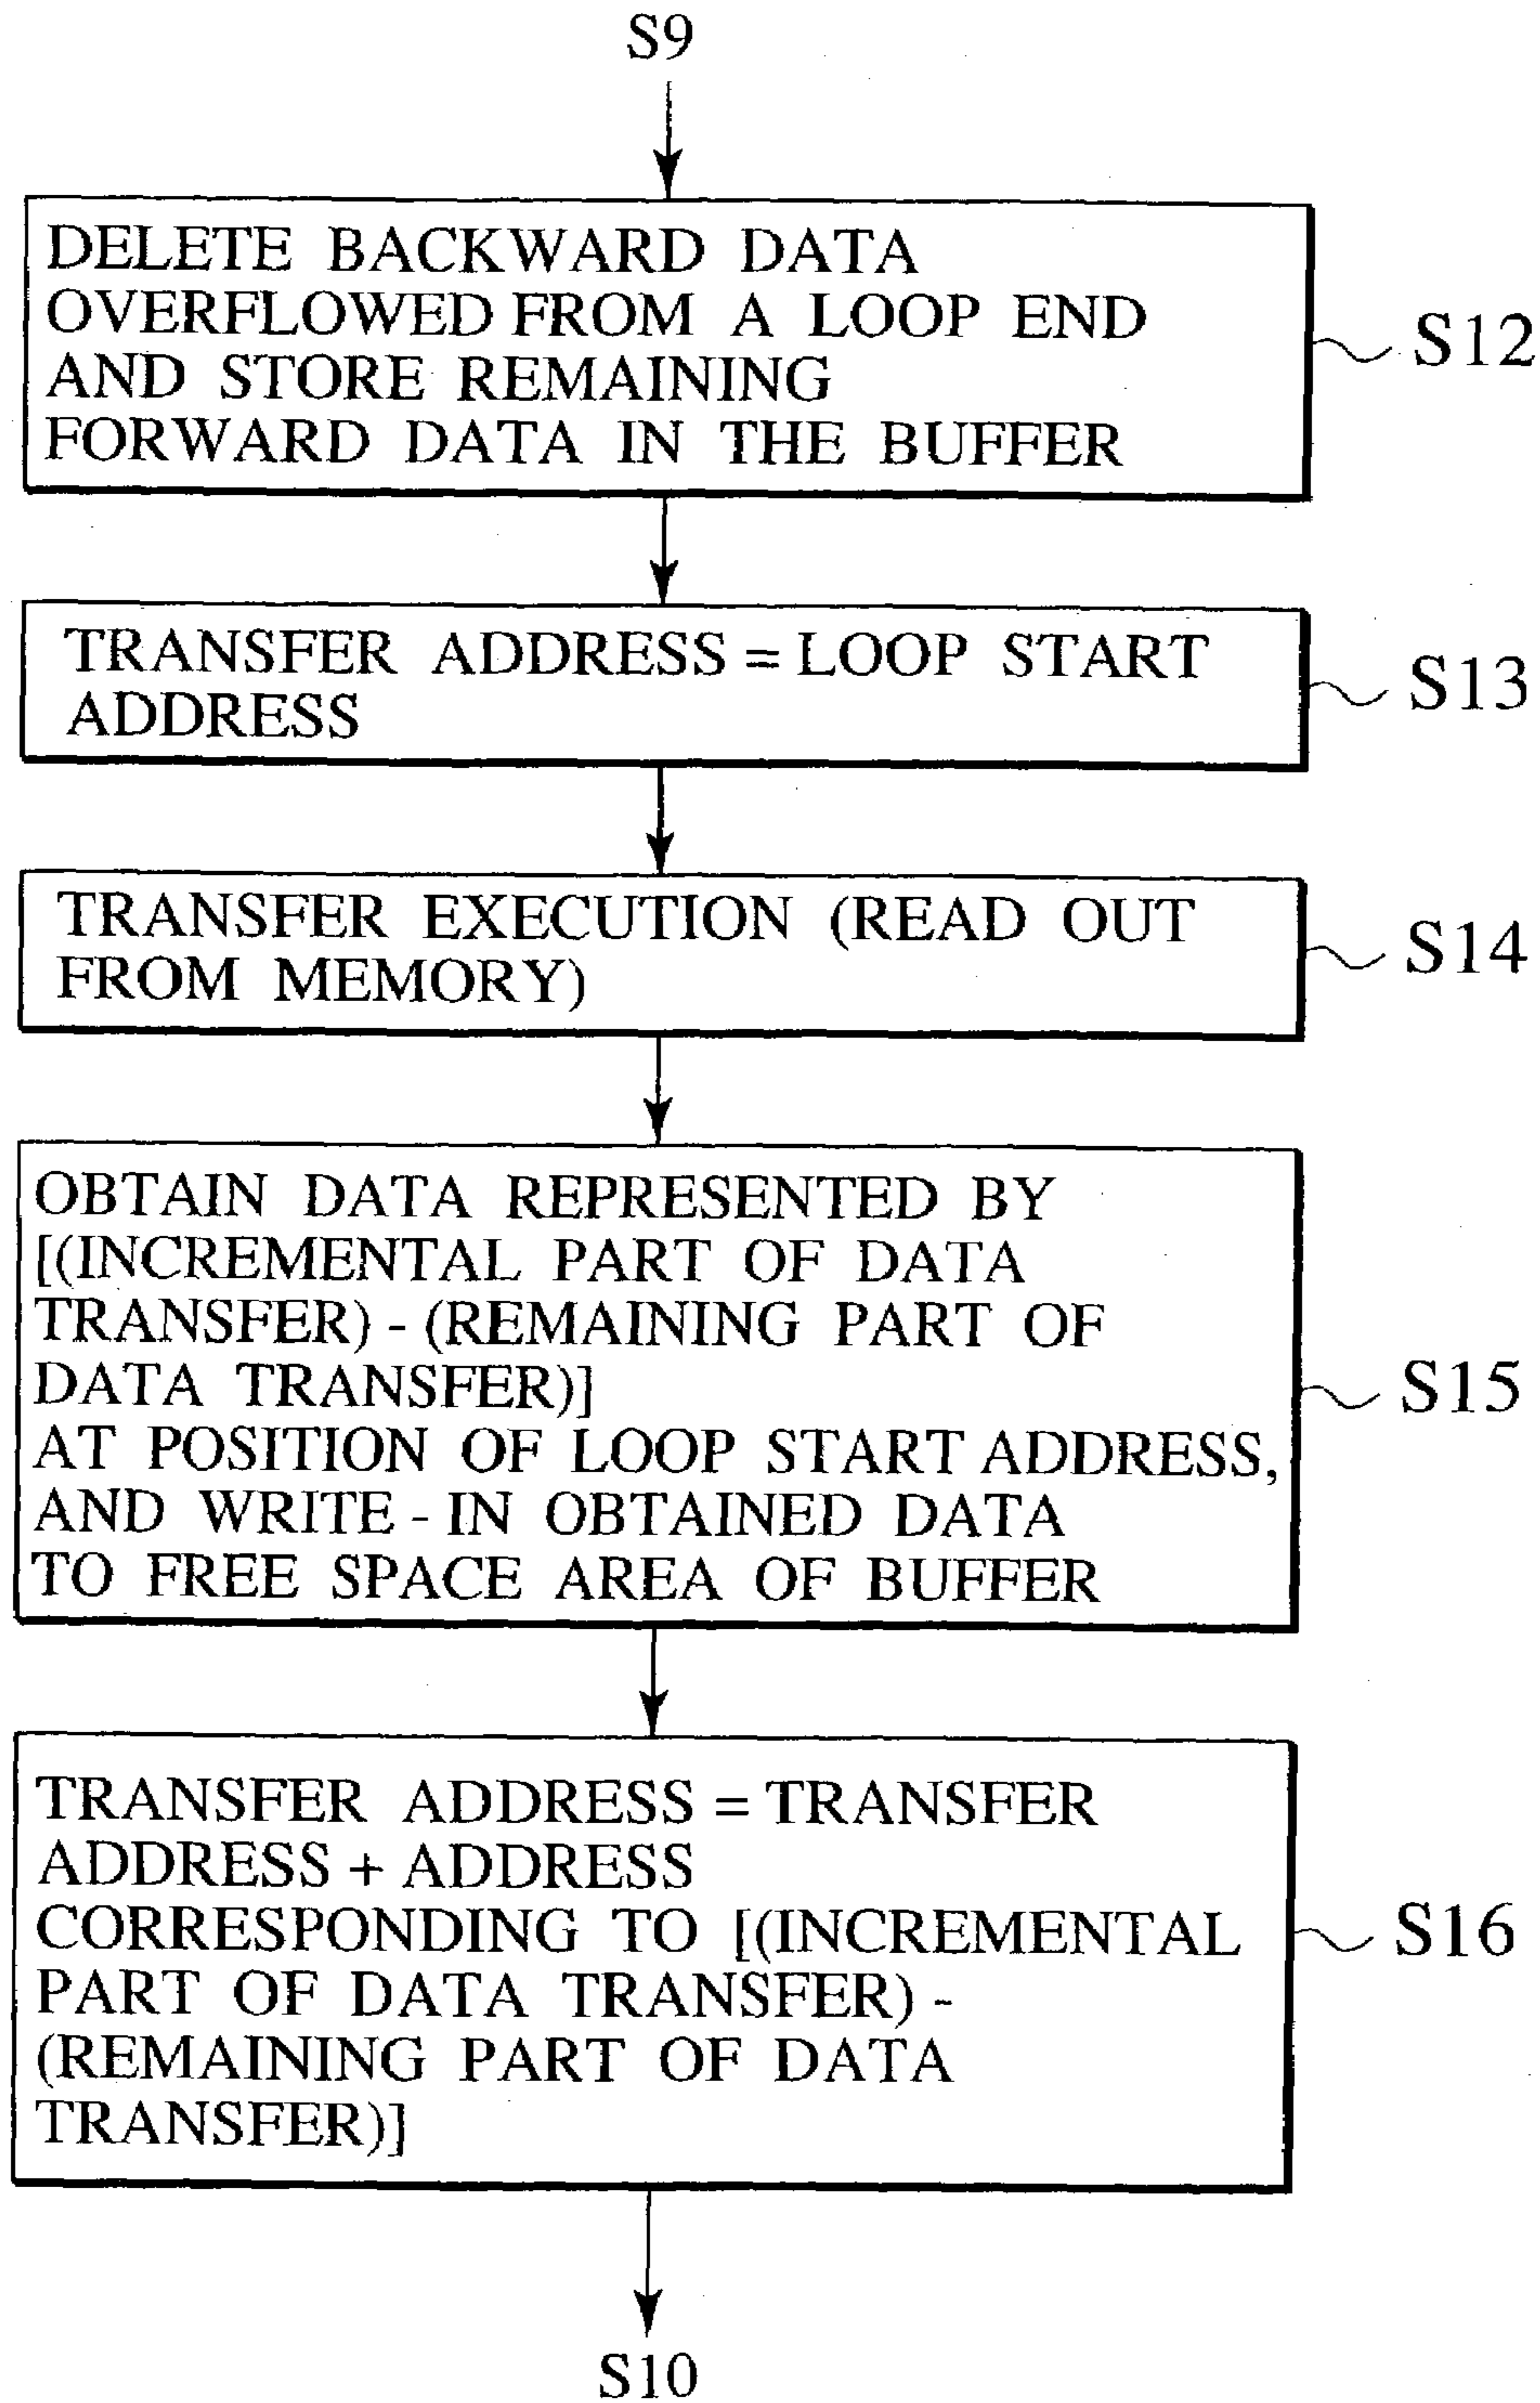 S9
DELETE BACKWARD DATA
OVERFLOWED FROM A LOOP END
AND STORE REMAINING
FORWARD DATA IN THE BUFFER
S12
TRANSFER ADDRESS = LOOP START
ADDRESS
S13
TRANSFER EXECUTION (READ OUT
FROM MEMORY)
S14
OBTAIN DATA REPRESENTED BY
[(INCREMENTAL PART OF DATA
TRANSFER) - (REMAINING PART OF
DATA TRANSFER)]
AT POSITION OF LOOP START ADDRESS,
AND WRITE - IN OBTAINED DATA
TO FREE SPACE AREA OF BUFFER
S15
TRANSFER ADDRESS = TRANSFER
ADDRESS + ADDRESS
CORRESPONDING TO [(INCREMENTAL
PART OF DATA TRANSFER) -
(REMAINING PART OF DATA
TRANSFER)]
S16
S10